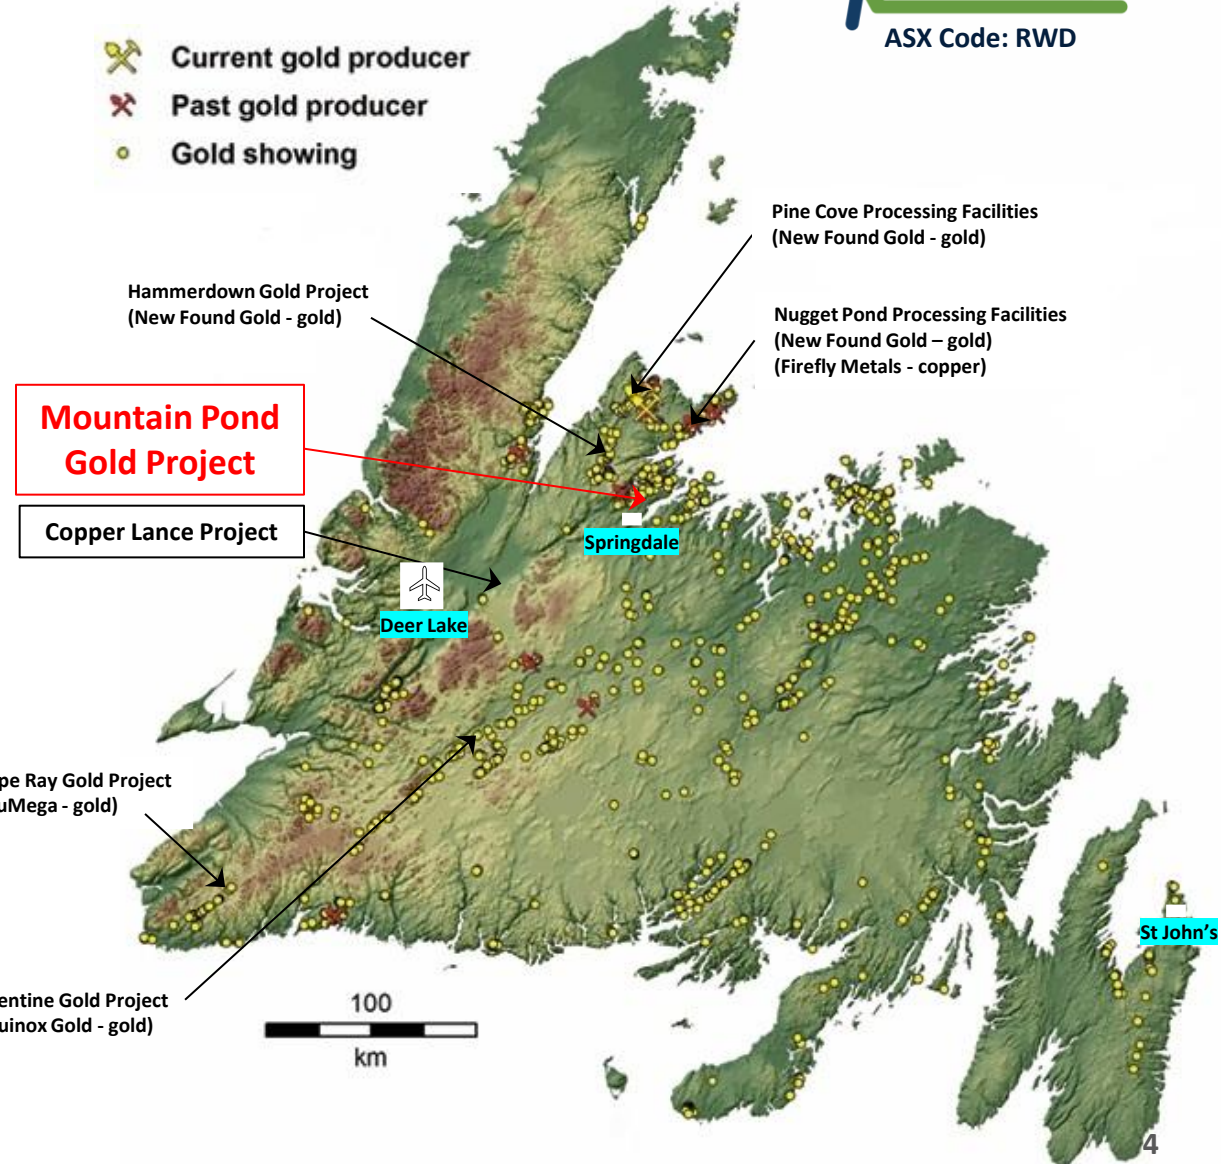 ASX Code: RWD
Current gold producer
Past gold producer
Gold showing
Pine Cove Processing Facilities
(New Found Gold - gold)
Hammerdown Gold Project
(New Found Gold - gold)
Nugget Pond Processing Facilities
(New Found Gold – gold)
(Firefly Metals - copper)
Mountain Pond
Gold Project
Copper Lance Project
Springdale
Deer Lake
pe Ray Gold Project
uMega - gold)
St John's
entine Gold Project
uinox Gold - gold)
100
km
4